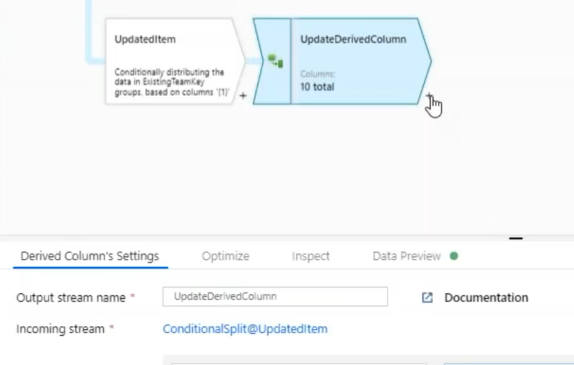 UpdatedItem
Conditionally distributing the
data in ExistingTeamKey
groups, based on columns '{1}'
+
UpdateDerivedColumn
Columns:
10 total
+
Derived Column's Settings
Optimize
Inspect
Data Preview
Output stream name *
UpdateDerivedColumn
Documentation
Incoming stream *
ConditionalSplit@UpdatedItem